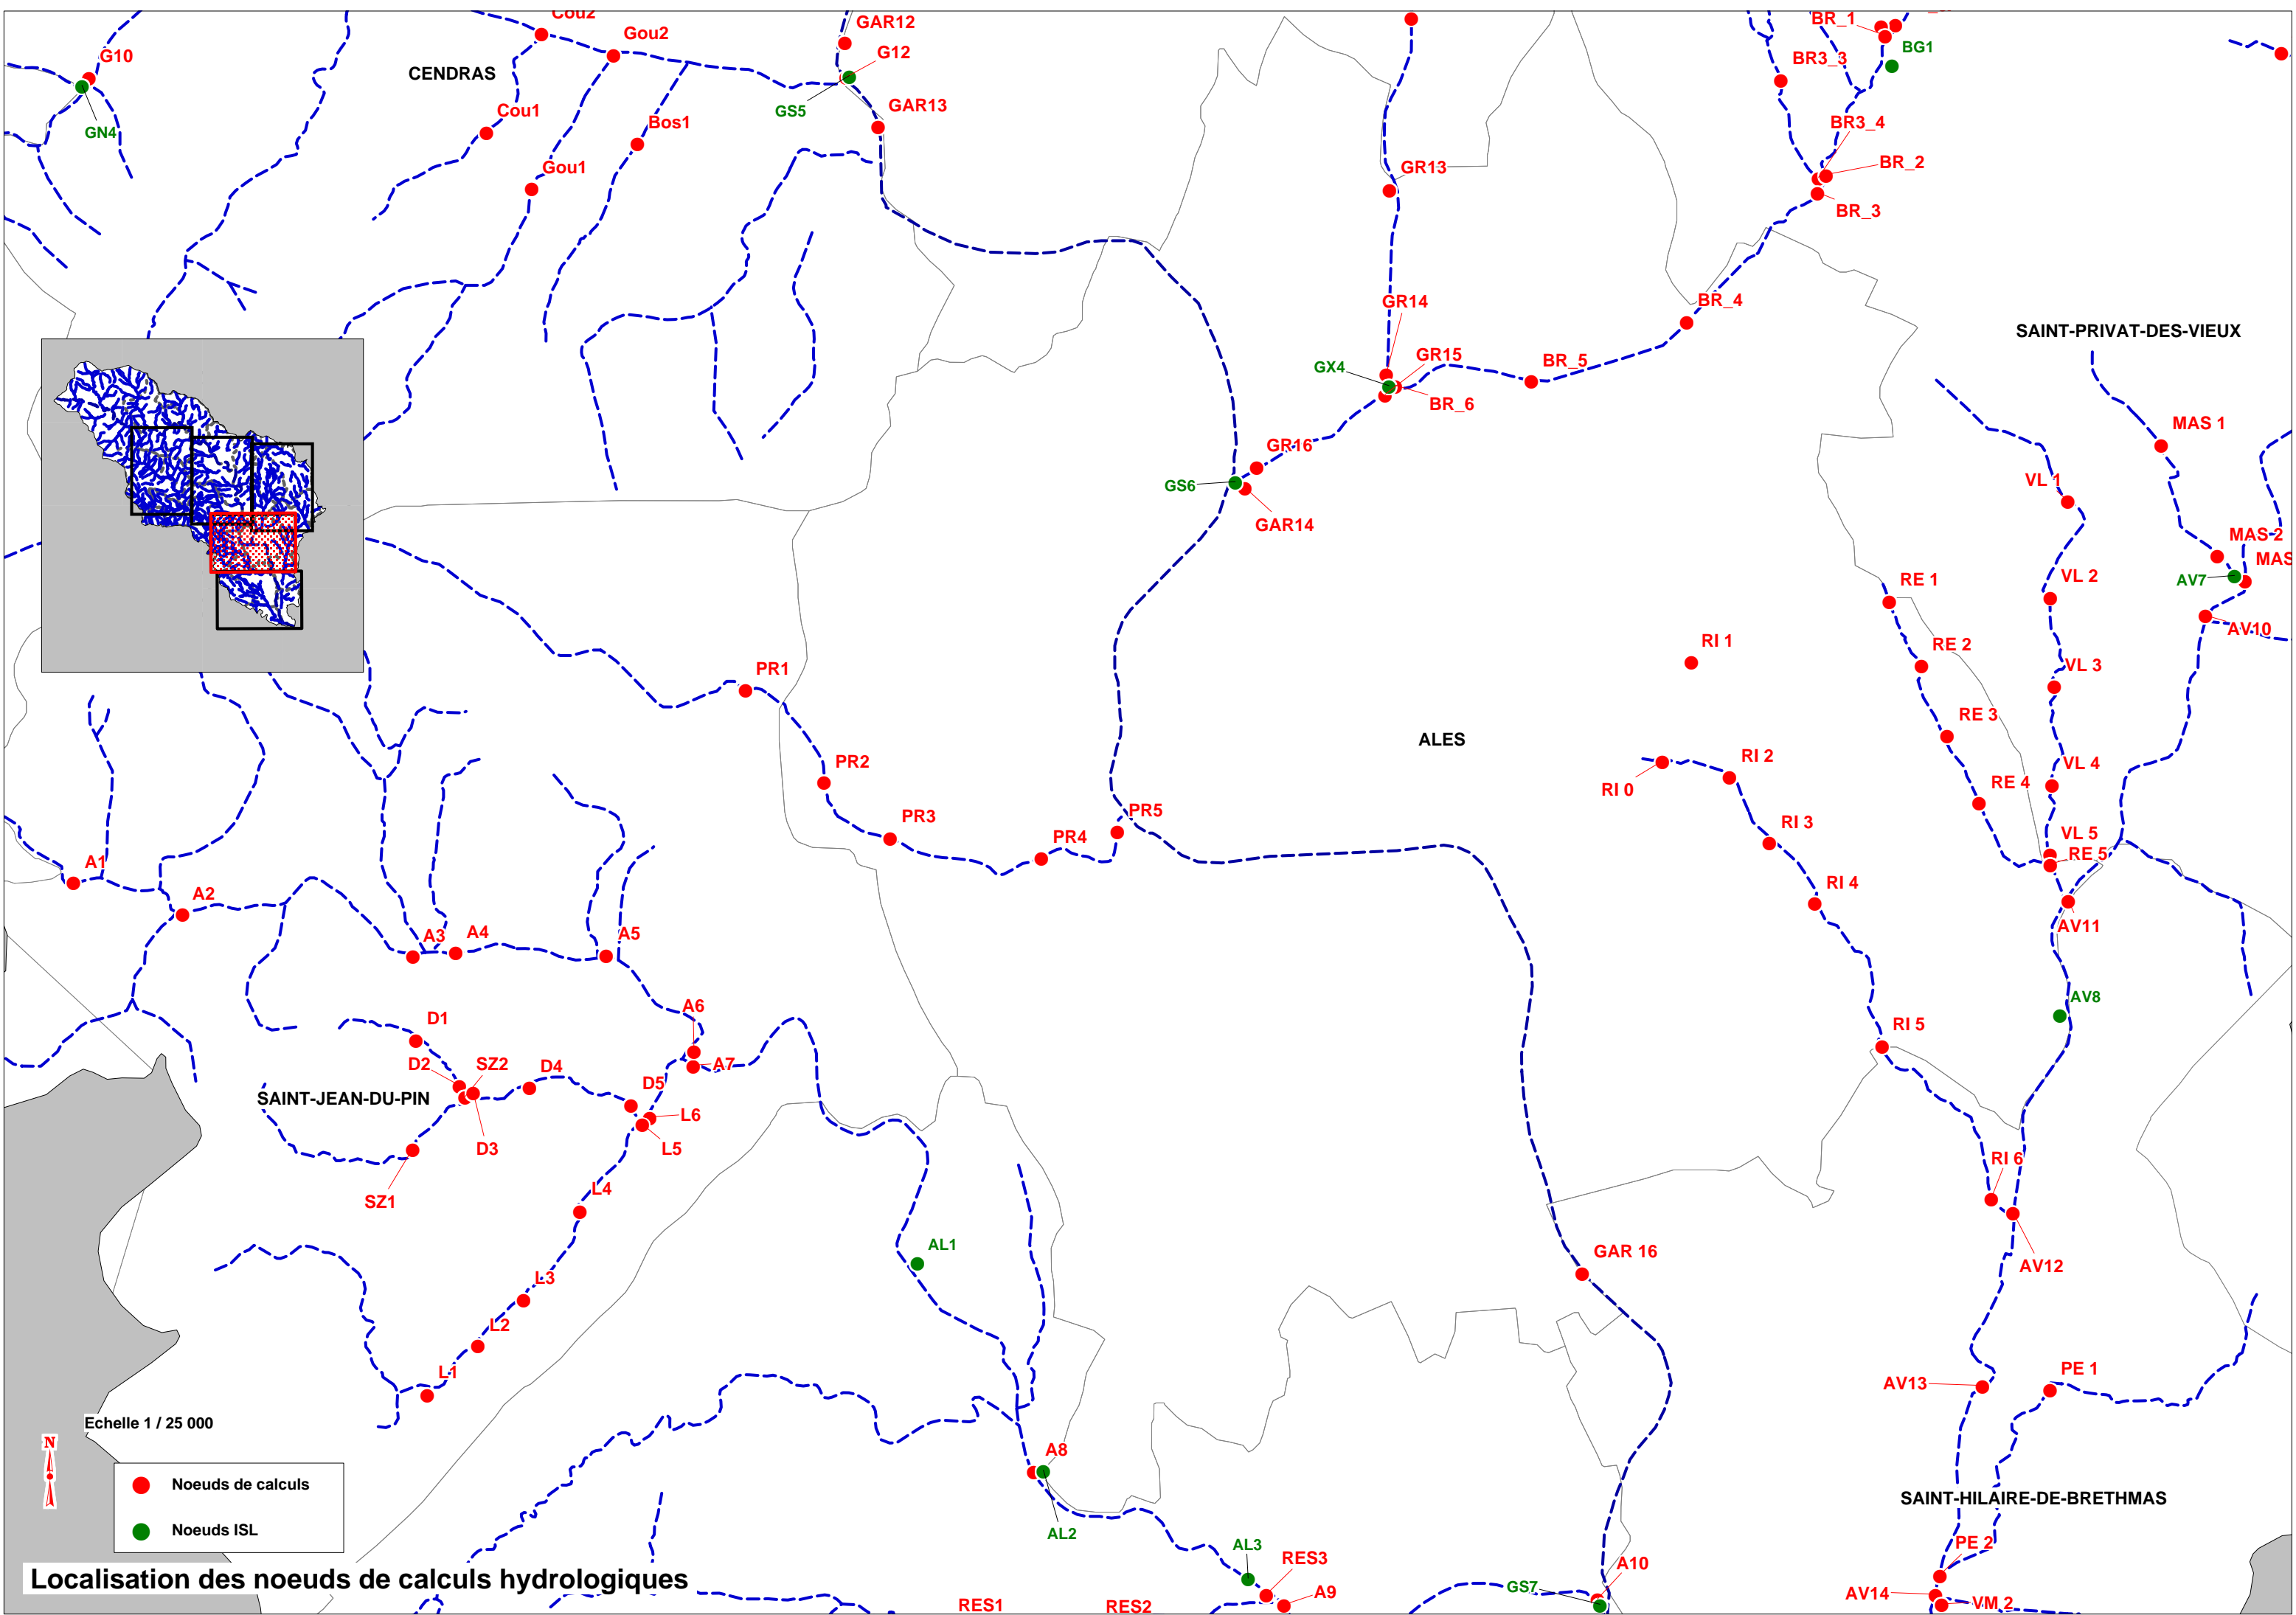 Cou2
GAR12
BR_1
G10
Gou2
G12
BG1
CENDRAS
BR3_3
GS5
GAR13
Cou1
Bos1
BR3_4
GN4
BR_2
Gou1
GR13
BR_3
GR14
BR_4
SAINT-PRIVAT-DES-VIEUX
GX4
GR15
BR_5
BR_6
MAS 1
GR16
VL 1
GS6
GAR14
MAS 2
MAS
RE 1
VL 2
AV7
AV10
RI 1
RE 2
VL 3
PR1
RE 3
ALES
PR2
RI 2
VL 4
RI 0
RE 4
PR3
PR4
PR5
RI 3
VL 5
RE 5
A1
A2
RI 4
A3
A4
A5
AV11
A6
AV8
D1
RI 5
D2
SZ2
D4
A7
D5
SAINT-JEAN-DU-PIN
L6
D3
L5
RI 6
SZ1
L4
AL1
GAR 16
AV12
L3
L2
L1
AV13
PE 1
Echelle 1 / 25 000
N
A8
Noeuds de calculs
SAINT-HILAIRE-DE-BRETHMAS
Noeuds ISL
AL2
AL3
RES3
PE 2
A10
Localisation des noeuds de calculs hydrologiques
GS7
A9
AV14
VM 2
RES1
RES2